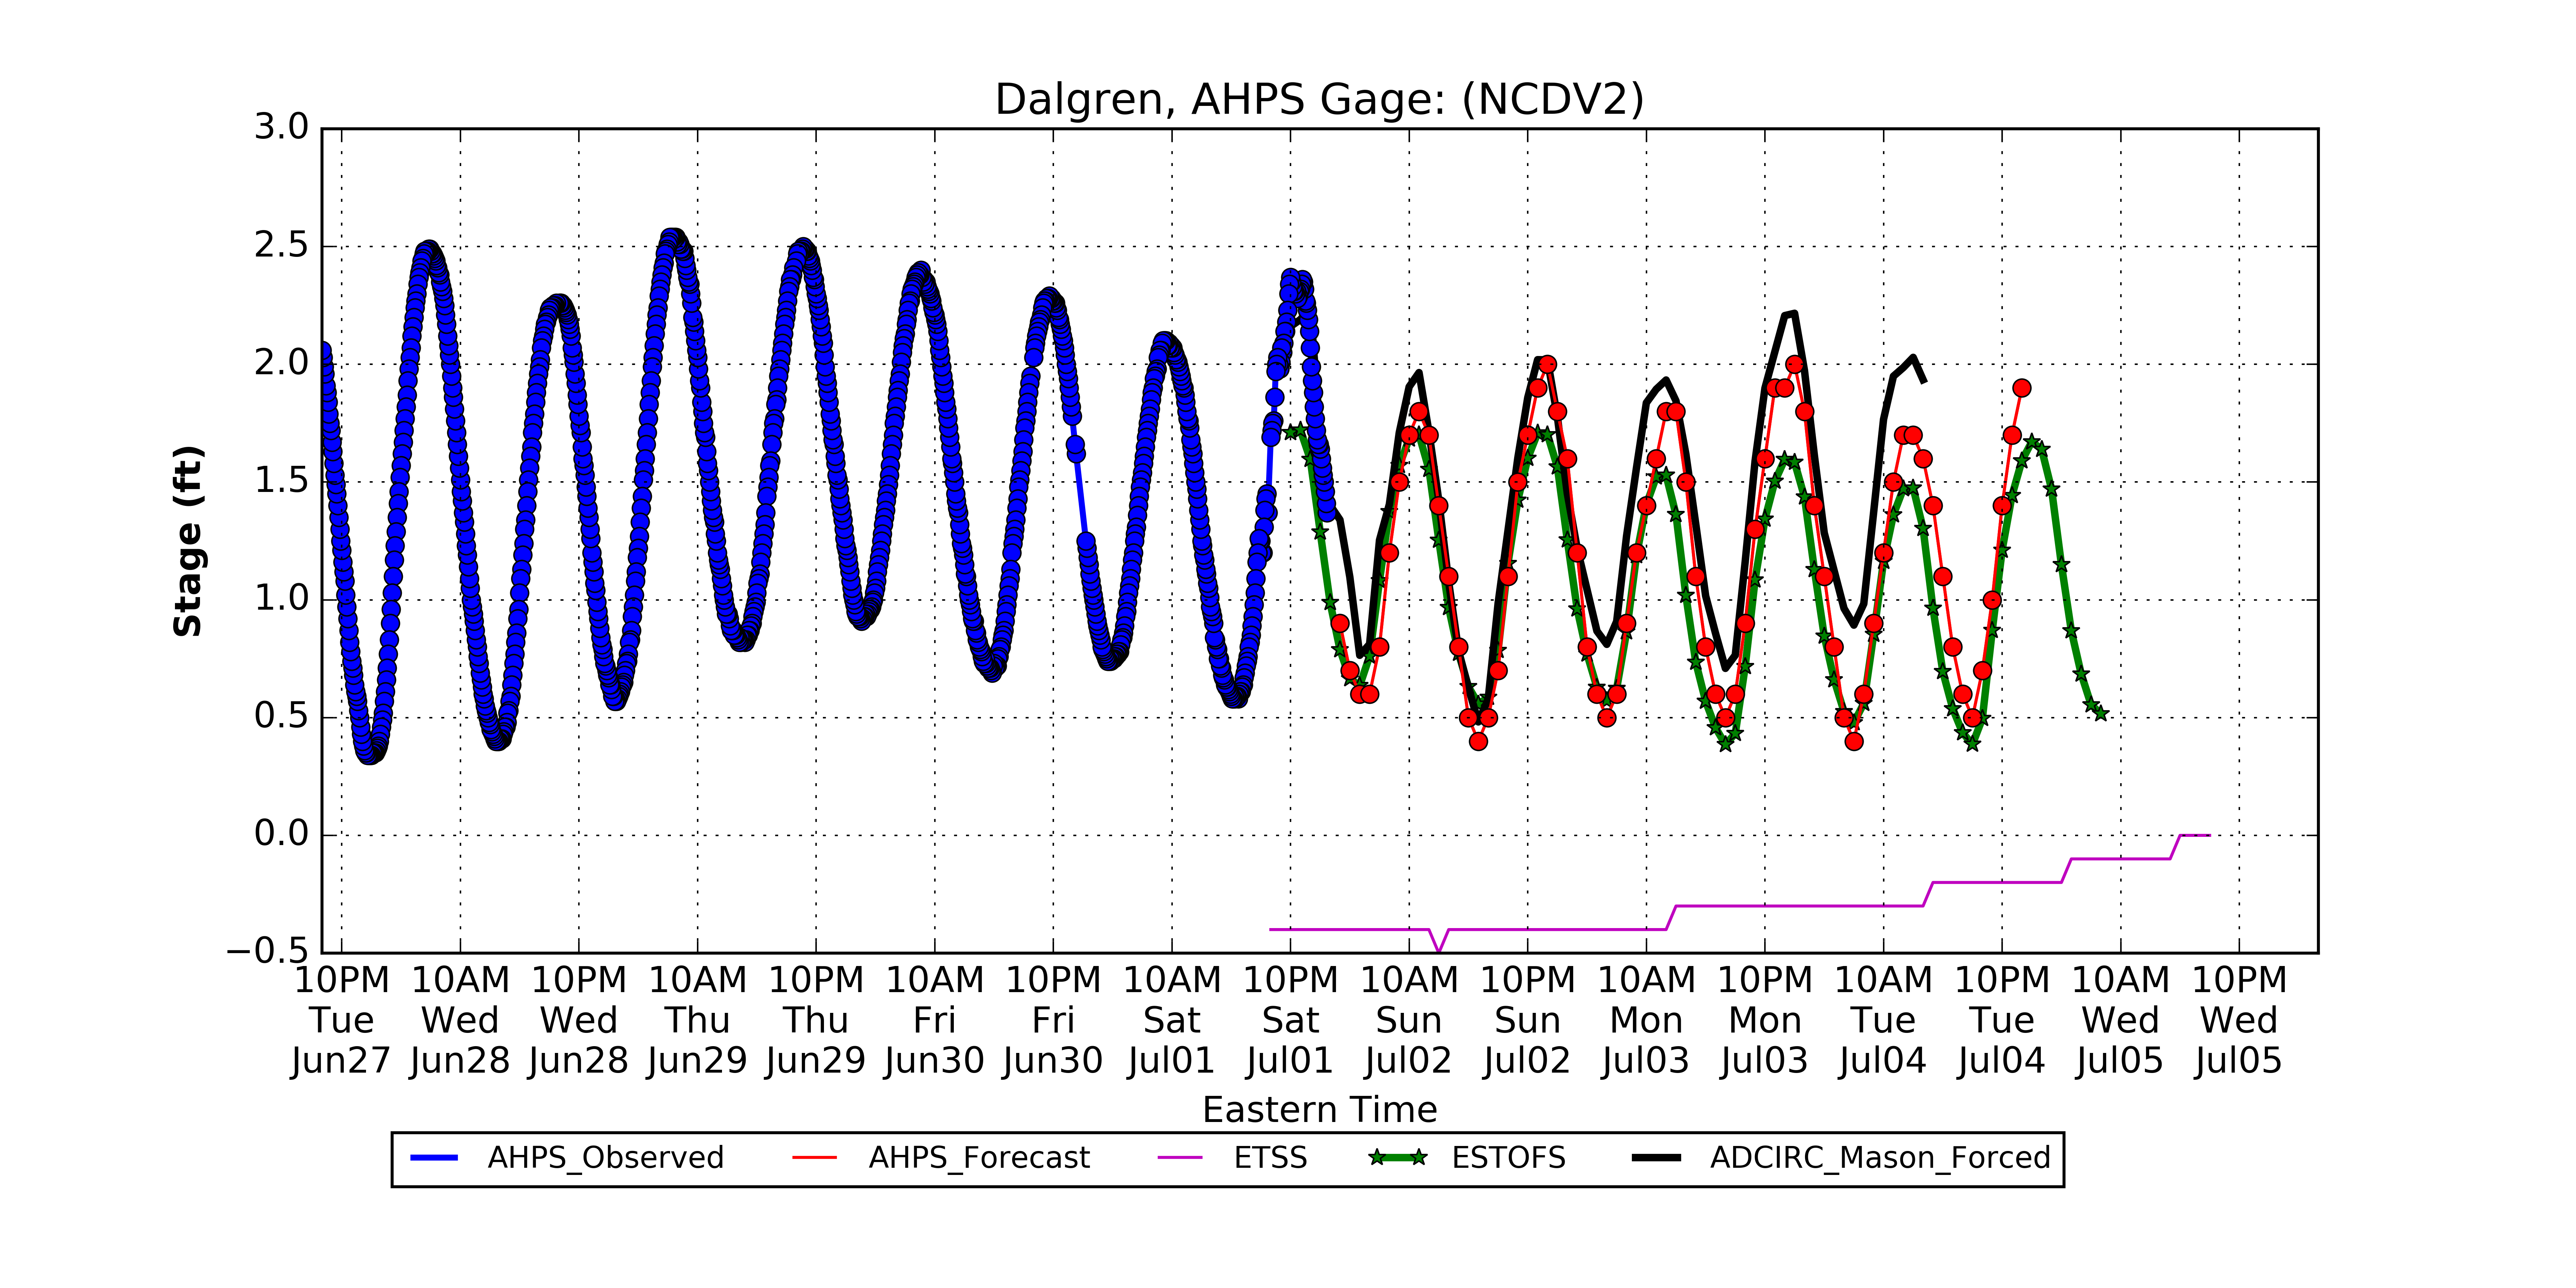 Dalgren, AHPS Gage: (NCDV2)
3.0
2.5
2.0
1.5
1.0
0.5
0.0
−0.5
Stage (ft)
10PM 10AM 10PM 10AM 10PM 10AM 10PM 10AM 10PM 10AM 10PM 10AM 10PM 10AM 10PM 10AM 10PM
Tue Wed Wed Thu Thu Fri Fri Sat Sat Sun Sun Mon Mon Tue Tue Wed Wed
Jun27 Jun28 Jun28 Jun29 Jun29 Jun30 Jun30 Jul01 Jul01 Jul02 Jul02 Jul03 Jul03 Jul04 Jul04 Jul05 Jul05
Eastern Time
AHPS_Observed AHPS_Forecast ETSS ESTOFS ADCIRC_Mason_Forced